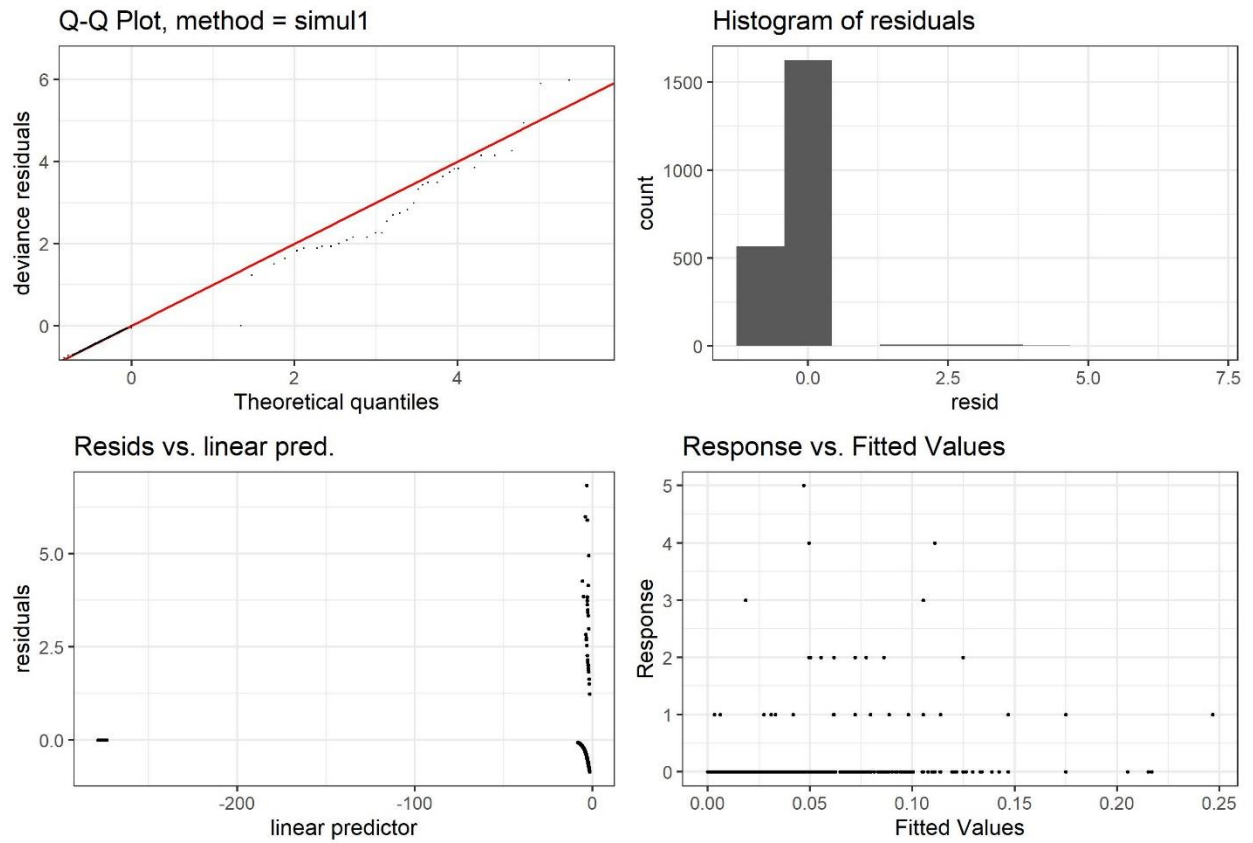 Q-Q Plot, method = simul1
6
4
2
0
deviance residuals
0 2 4
Theoretical quantiles
Histogram of residuals
1500
1000
500
0
count
0.0 2.5 5.0 7.5
resid
Resids vs. linear pred.
5.0
2.5
0.0
residuals
-200 -100 0
linear predictor
Response vs. Fitted Values
5
4
3
2
1
0
Response
0.00 0.05 0.10 0.15 0.20 0.25
Fitted Values